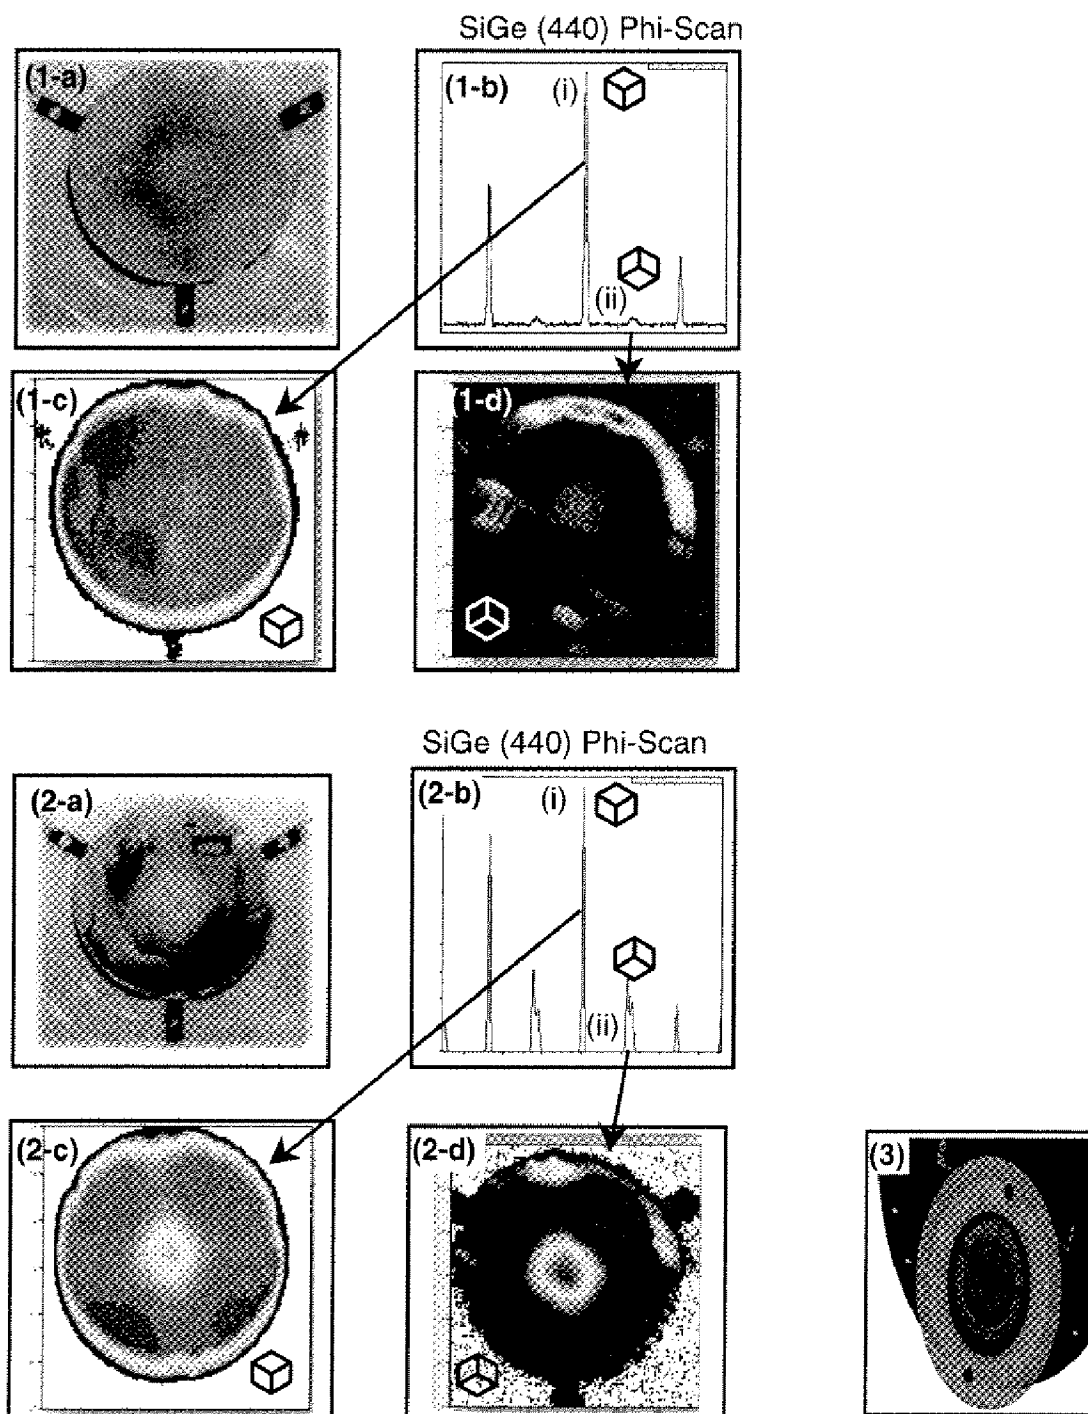 SiGe (440) Phi-Scan
(1-a)
(1-b)
(i)
(ii)
(1-c)
(1-d)
SiGe (440) Phi-Scan
(2-a)
(2-b)
(i)
(ii)
(2-c)
(2-d)
(3)